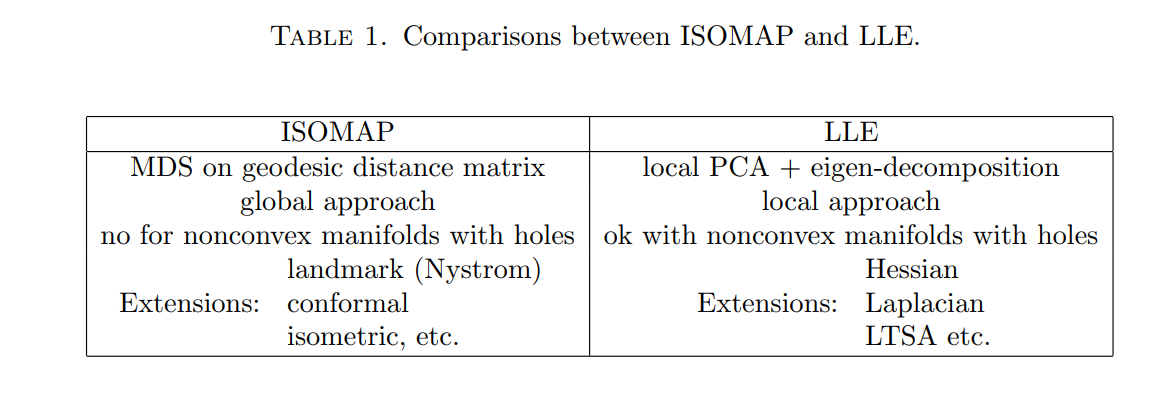 TABLE 1. Comparisons between ISOMAP and LLE.
ISOMAP LLE
MDS on geodesic distance matrix local PCA + eigen-decomposition
global approach local approach
no for nonconvex manifolds with holes ok with nonconvex manifolds with holes
landmark (Nystrom) Hessian
Extensions: conformal Extensions: Laplacian
isometric, etc. LTSA etc.